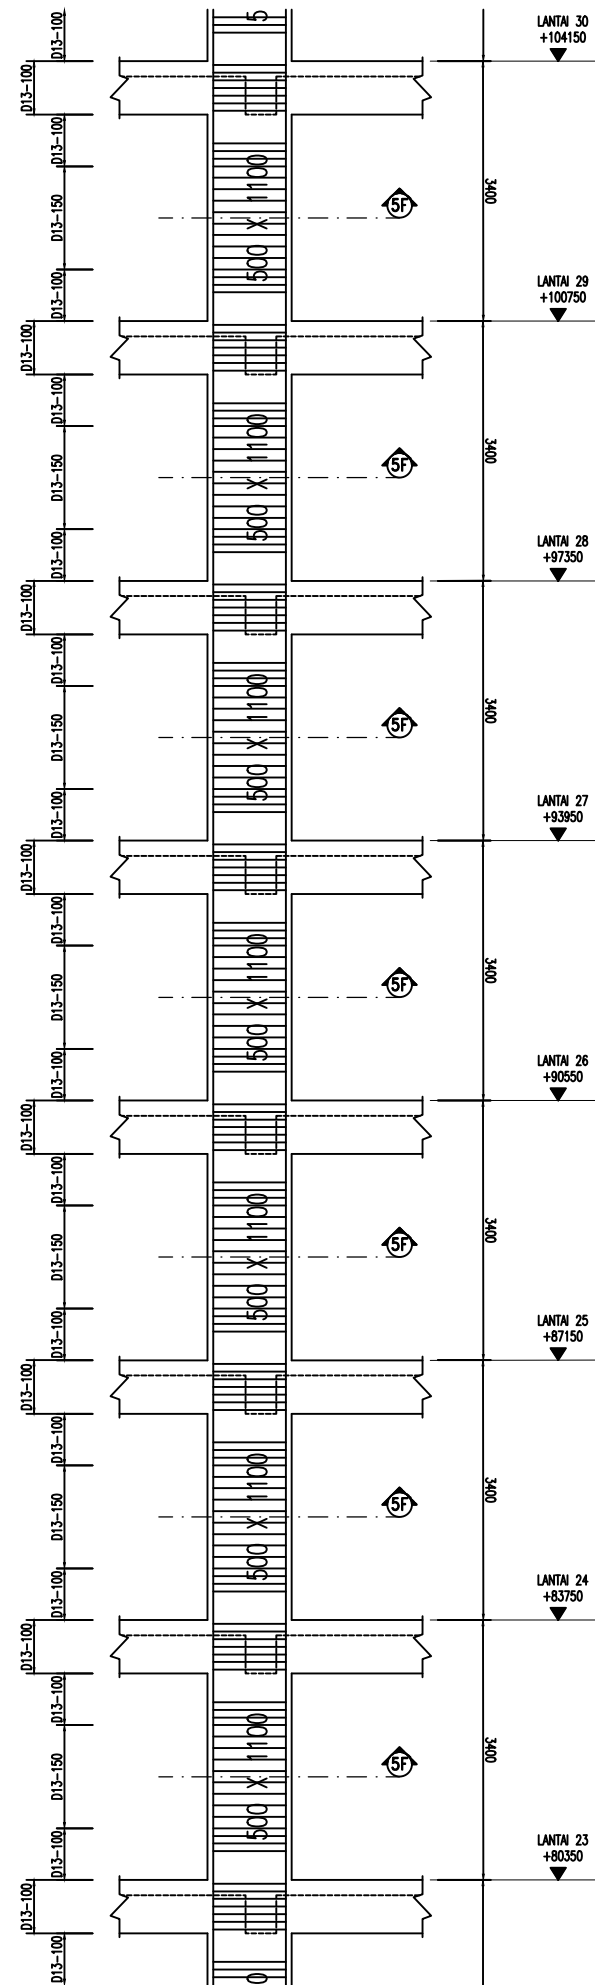 LANTAI 30
+104150
D13-100
5
D13-100
D13-100
D13-150
D13-100
500 X 1100
5F
3400
LANTAI 29
+100750
D13-100
D13-100
D13-150
D13-100
500 X 1100
5F
3400
LANTAI 28
+97350
D13-100
D13-100
D13-150
D13-100
500 X 1100
5F
3400
LANTAI 27
+93950
D13-100
D13-100
D13-150
D13-100
500 X 1100
5F
3400
LANTAI 26
+90550
D13-100
D13-100
D13-150
D13-100
500 X 1100
5F
3400
LANTAI 25
+87150
D13-100
D13-100
D13-150
D13-100
500 X 1100
5F
3400
LANTAI 24
+83750
D13-100
D13-100
D13-150
D13-100
500 X 1100
5F
3400
LANTAI 23
+80350
D13-100
D13-100
0